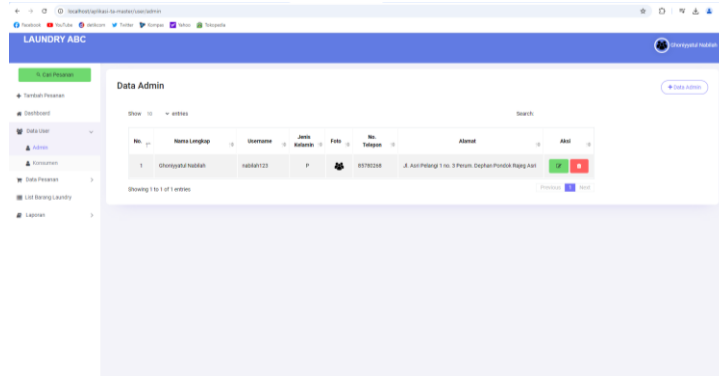 localhost/aplikasi-ta-master/user/admin
Facebook YouTube detikcom Twitter Kompas Yahoo Tokopedia
LAUNDRY ABC
Ghoniyyatul Nabilah
Cari Pesanan
Tambah Pesanan
Dashboard
Data User
Admin
Konsumen
Data Pesanan
List Barang Laundry
Laporan
Data Admin
+ Data Admin
Show 10 entries
Search:
No. Nama Lengkap Username Jenis Kelamin Foto No. Telepon Alamat Aksi
1 Ghoniyyatul Nabilah nabilah123 P 85780268 Jl. Asri Pelangi 1 no. 3 Perum. Dephan Pondok Rajeg Asri
Showing 1 to 1 of 1 entries
Previous 1 Next